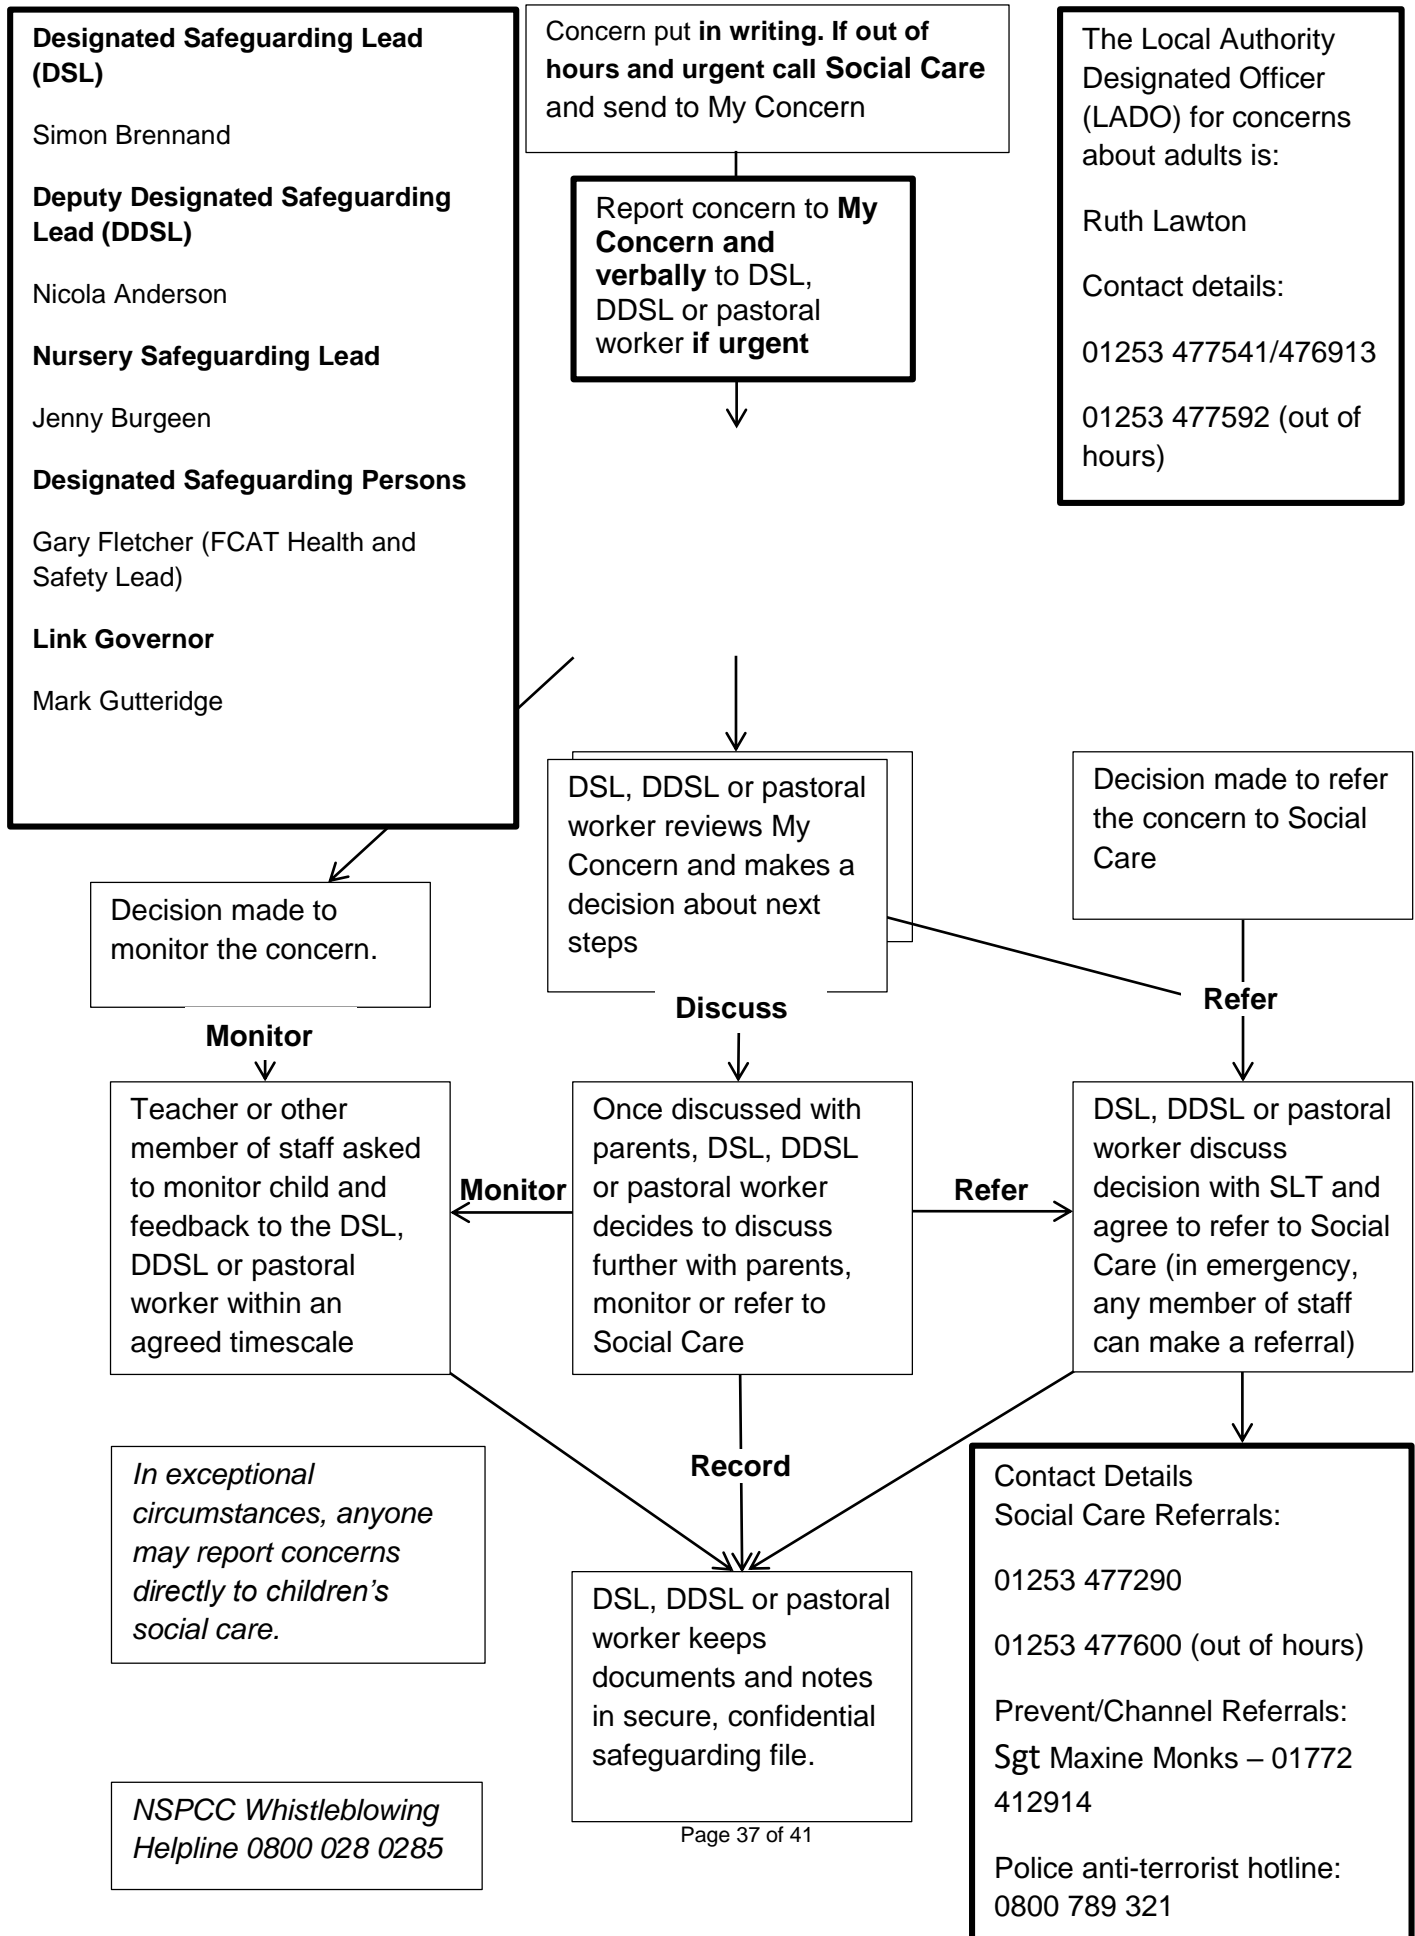 Designated Safeguarding Lead
(DSL)
Simon Brennand
Deputy Designated Safeguarding
Lead (DDSL)
Nicola Anderson
Nursery Safeguarding Lead
Jenny Burgeen
Designated Safeguarding Persons
Gary Fletcher (FCAT Health and
Safety Lead)
Link Governor
Mark Gutteridge
Concern put in writing. If out of
hours and urgent call Social Care
and send to My Concern
Report concern to My
Concern and
verbally to DSL,
DDSL or pastoral
worker if urgent
The Local Authority
Designated Officer
(LADO) for concerns
about adults is:
Ruth Lawton
Contact details:
01253 477541/476913
01253 477592 (out of
hours)
DSL, DDSL or pastoral
worker reviews My
Concern and makes a
decision about next
steps
Decision made to refer
the concern to Social
Care
Decision made to
monitor the concern.
Monitor
Discuss
Refer
Teacher or other
member of staff asked
to monitor child and
feedback to the DSL,
DDSL or pastoral
worker within an
agreed timescale
Monitor
Once discussed with
parents, DSL, DDSL
or pastoral worker
decides to discuss
further with parents,
monitor or refer to
Social Care
Refer
DSL, DDSL or pastoral
worker discuss
decision with SLT and
agree to refer to Social
Care (in emergency,
any member of staff
can make a referral)
In exceptional
circumstances, anyone
may report concerns
directly to children’s
social care.
Record
DSL, DDSL or pastoral
worker keeps
documents and notes
in secure, confidential
safeguarding file.
Contact Details
Social Care Referrals:
01253 477290
01253 477600 (out of hours)
Prevent/Channel Referrals:
Sgt Maxine Monks – 01772
412914
Police anti-terrorist hotline:
0800 789 321
NSPCC Whistleblowing
Helpline 0800 028 0285
Page 37 of 41